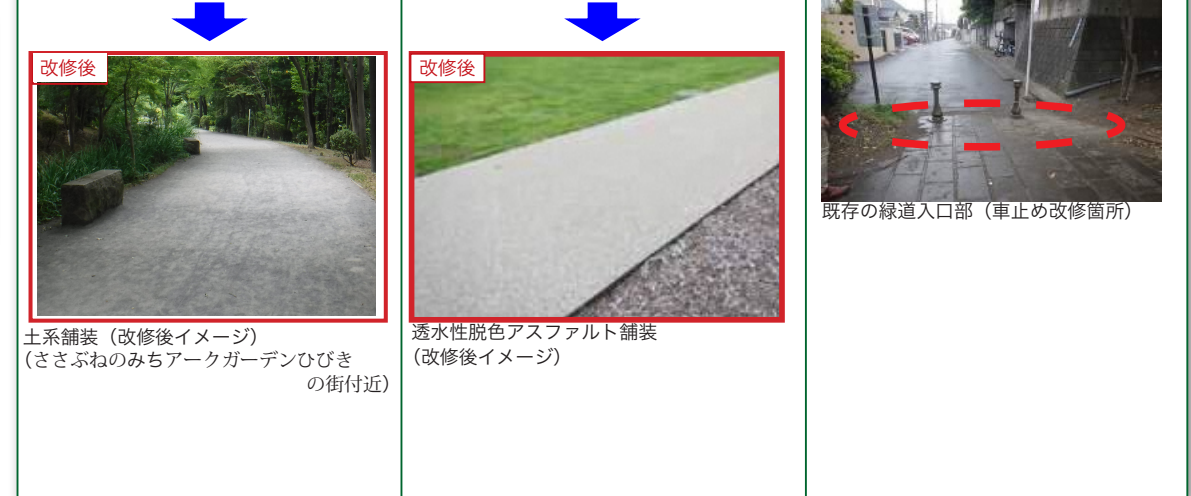 改修後
土系舗装（改修後イメージ）
（ささぶねのみちアークガーデンひびき
の街付近）
改修後
透水性脱色アスファルト舗装
（改修後イメージ）
既存の緑道入口部（車止め改修箇所）